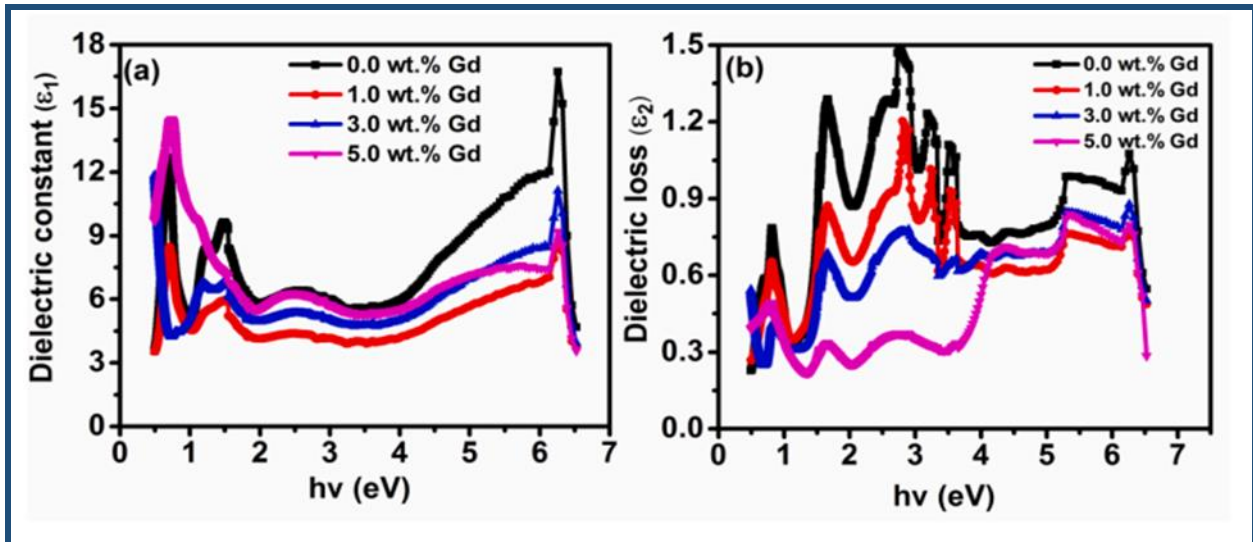 (a)
0.0 wt.% Gd
1.0 wt.% Gd
3.0 wt.% Gd
5.0 wt.% Gd
Dielectric constant (ε₁)
18
15
12
9
6
3
0
0 1 2 3 4 5 6 7
hν (eV)
(b)
0.0 wt.% Gd
1.0 wt.% Gd
3.0 wt.% Gd
5.0 wt.% Gd
Dielectric loss (ε₂)
1.5
1.2
0.9
0.6
0.3
0.0
0 1 2 3 4 5 6 7
hν (eV)